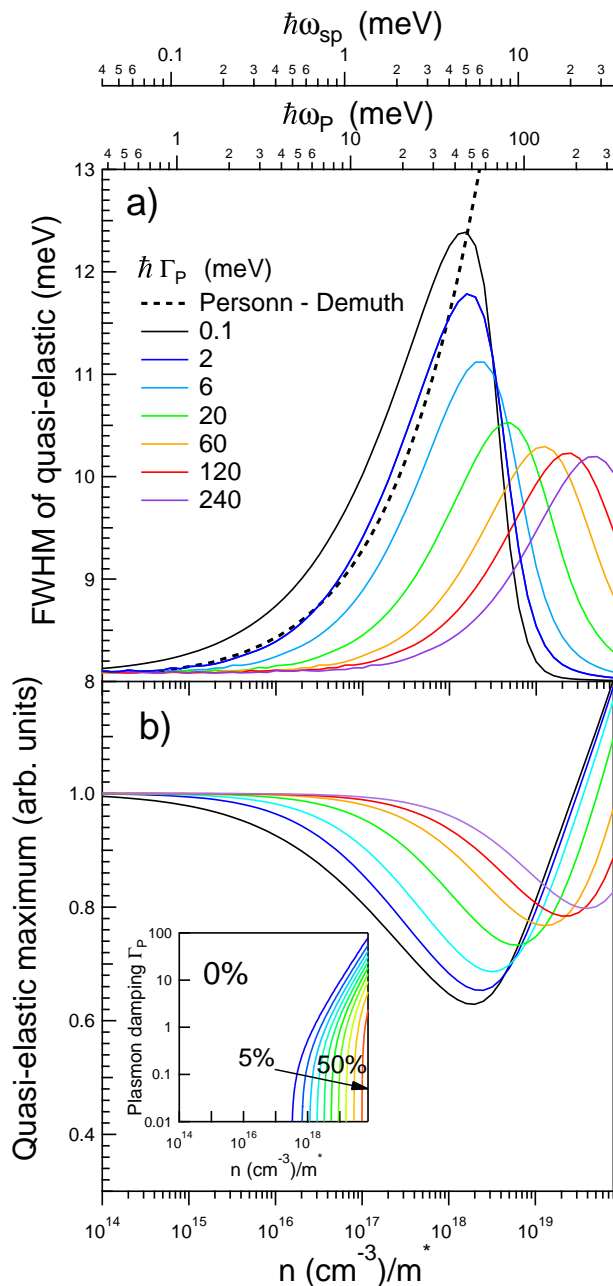 ℏω_sp (meV)
4 5 6 0.1 2 3 4 5 6 1 2 3 4 5 6 10 2 3
ℏω_P (meV)
4 5 6 1 2 3 4 5 6 10 2 3 4 5 6 100 2 3
a)
FWHM of quasi-elastic (meV)
13
12
11
10
9
8
ℏ Γ_P (meV)
Personn - Demuth
0.1
2
6
20
60
120
240
b)
Quasi-elastic maximum (arb. units)
1.0
0.8
0.6
0.4
Plasmon damping Γ_P
100
10
1
0.1
0.01
0%
5%
50%
10^14 10^16 10^18
n (cm^-3)/m^*
10^14 10^15 10^16 10^17 10^18 10^19
n (cm^-3)/m^*